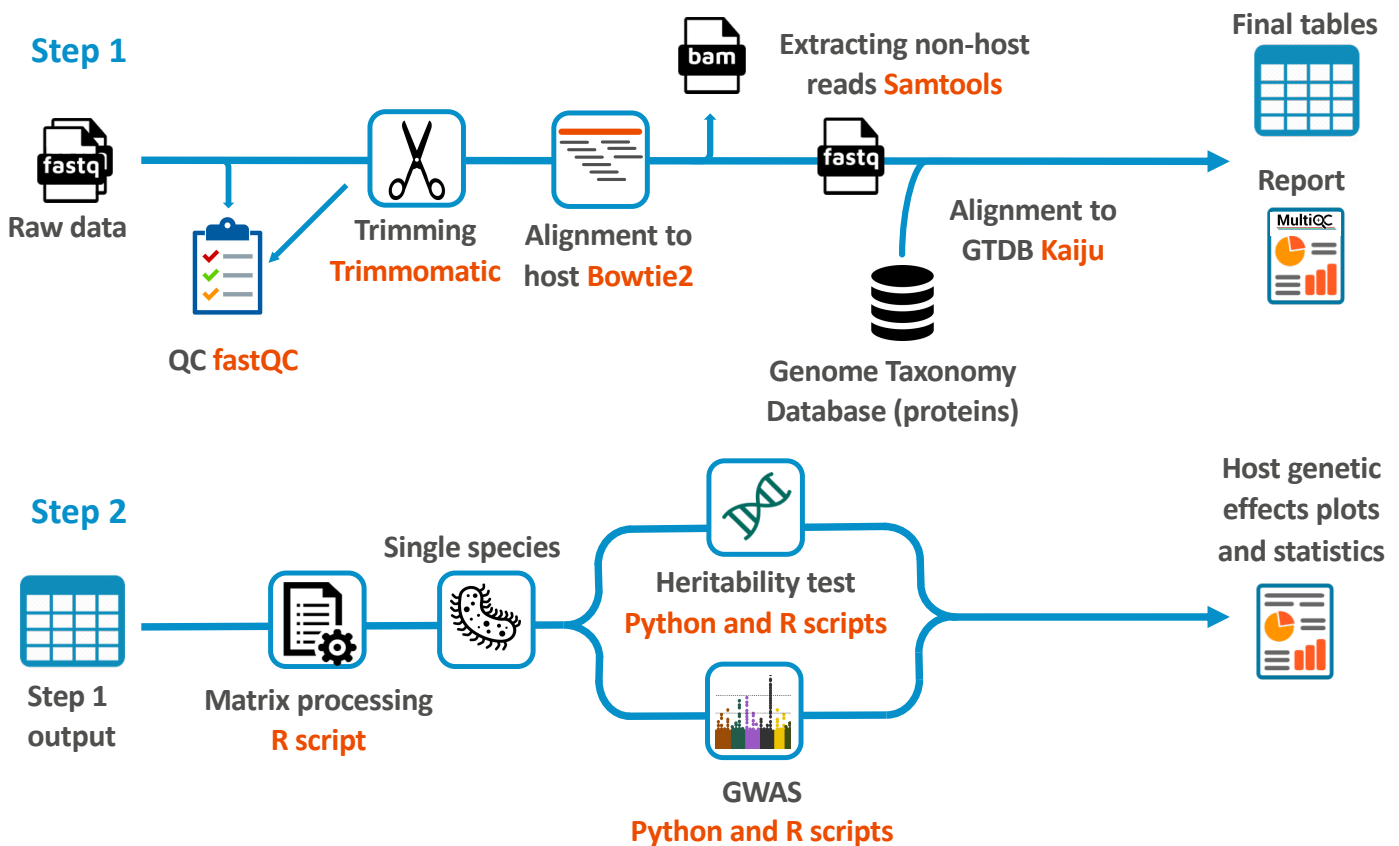 Step 1
fastq
Raw data
QC fastQC
Trimming
Trimmomatic
Alignment to
host Bowtie2
bam
Extracting non-host
reads Samtools
fastq
Alignment to
GTDB Kaiju
Genome Taxonomy
Database (proteins)
Final tables
Report
MultiQC
Step 2
Step 1
output
Matrix processing
R script
Single species
Heritability test
Python and R scripts
GWAS
Python and R scripts
Host genetic
effects plots
and statistics